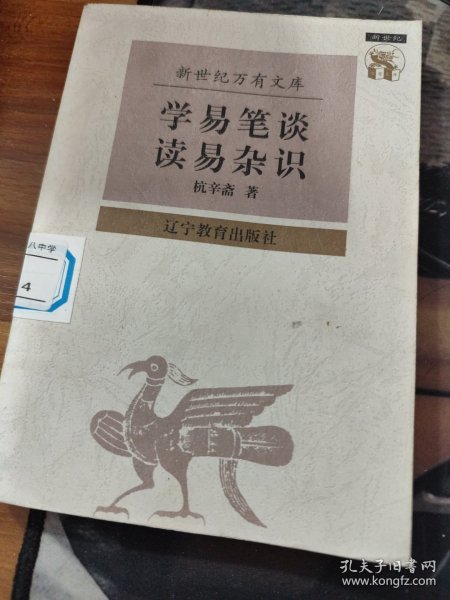 新世纪
新世纪万有文库
学易笔谈
读易杂识
杭辛斋 著
辽宁教育出版社
八中学
4
孔夫子旧书网
www.kongfz.com